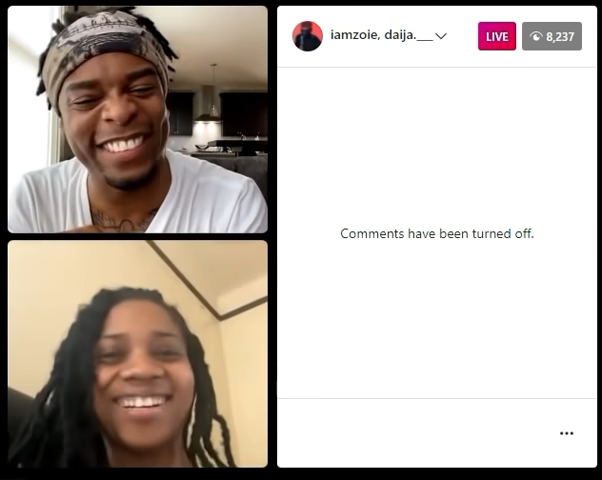 iamzoie, daija.___
LIVE
8,237
Comments have been turned off.